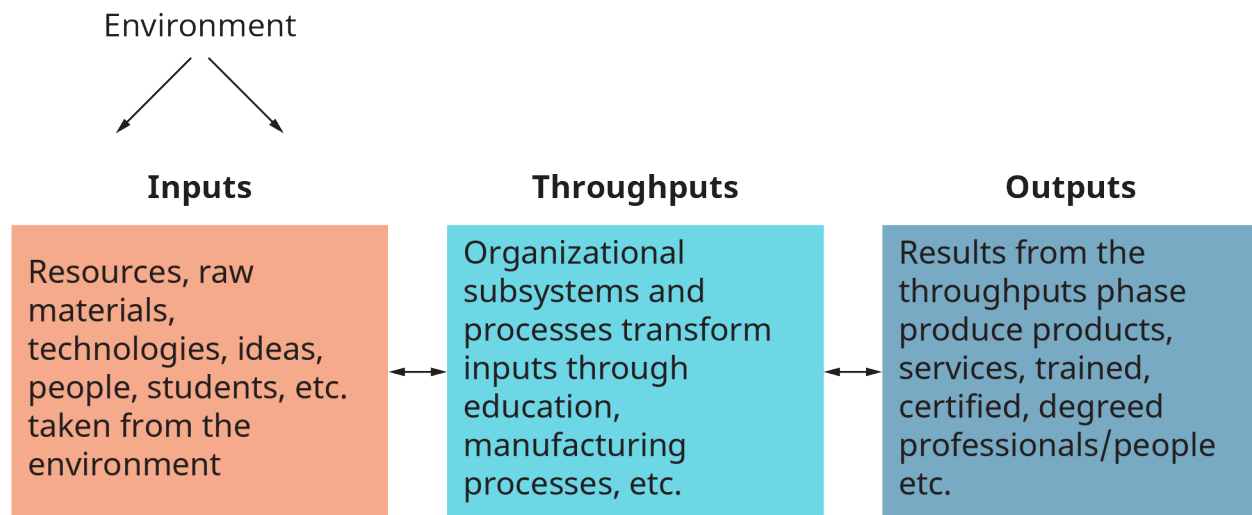 Environment
Inputs
Resources, raw
materials,
technologies, ideas,
people, students, etc.
taken from the
environment
Throughputs
Organizational
subsystems and
processes transform
inputs through
education,
manufacturing
processes, etc.
Outputs
Results from the
throughputs phase
produce products,
services, trained,
certified, degreed
professionals/people
etc.